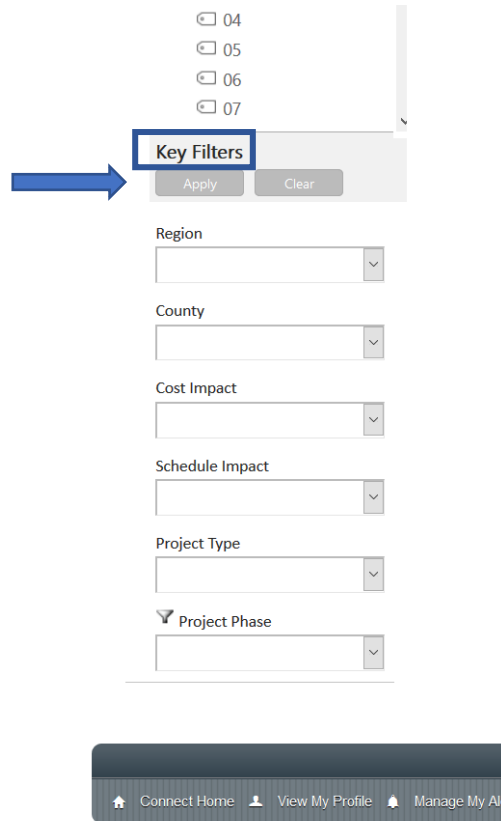 04
05
06
07
Key Filters
Apply Clear
Region
County
Cost Impact
Schedule Impact
Project Type
Project Phase
Connect Home View My Profile Manage My Al